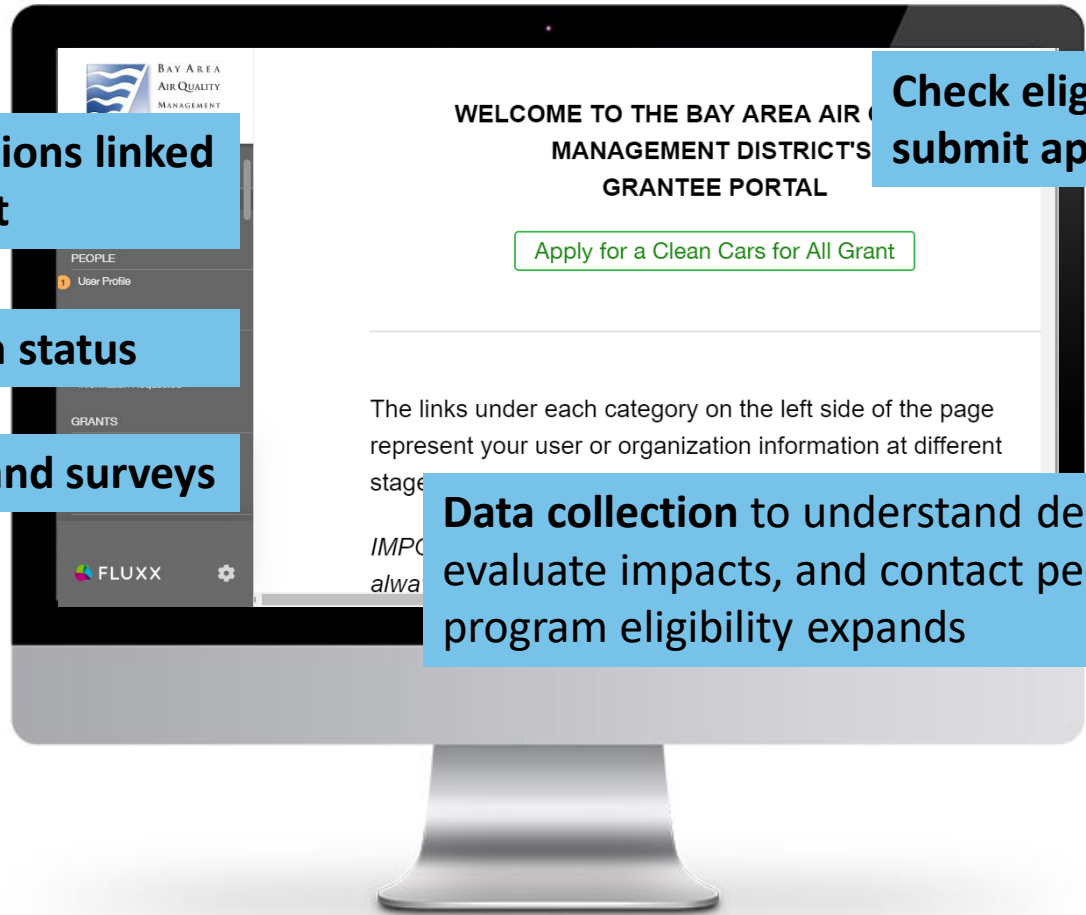 BAY AREA
AIR QUALITY
MANAGEMENT
WELCOME TO THE BAY AREA AIR
MANAGEMENT DISTRICT'S
GRANTEE PORTAL
Check elig
submit ap
ions linked
t
Apply for a Clean Cars for All Grant
PEOPLE
1 User Profile
status
GRANTS
and surveys
The links under each category on the left side of the page
represent your user or organization information at different
stage
Data collection to understand de
evaluate impacts, and contact pe
program eligibility expands
IMPO
alwa
FLUXX